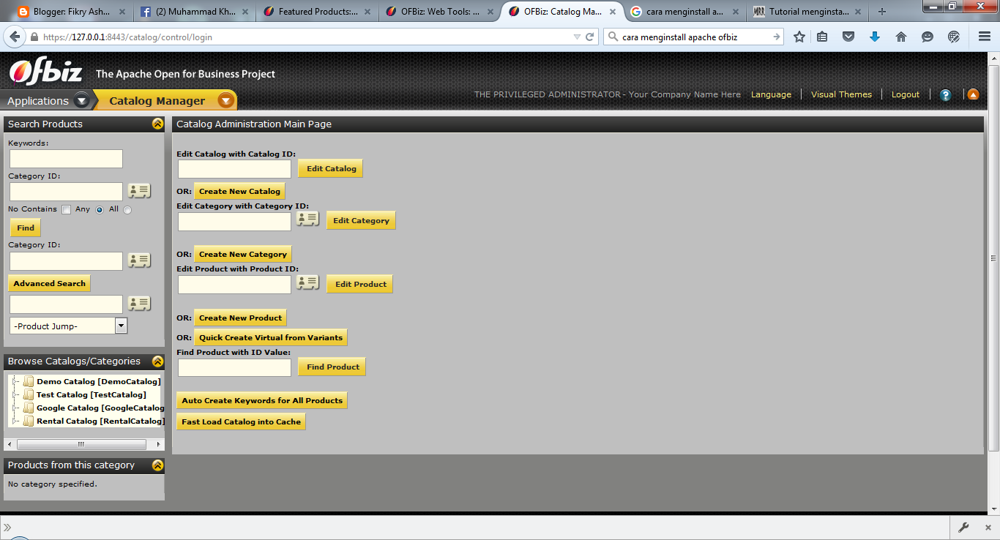 Blogger: Fikry Ash...
(2) Muhammad Kh...
Featured Products:...
OFBiz: Web Tools: ...
OFBiz: Catalog Ma...
cara menginstall a...
MRR Tutorial menginsta...
https://127.0.0.1:8443/catalog/control/login
cara menginstall apache ofbiz
Ofbiz The Apache Open for Business Project
Applications
Catalog Manager
THE PRIVILEGED ADMINISTRATOR - Your Company Name Here
Language
Visual Themes
Logout
?
Search Products
Keywords:
Category ID:
No Contains Any All
Find
Category ID:
Advanced Search
-Product Jump-
Browse Catalogs/Categories
Demo Catalog [DemoCatalog]
Test Catalog [TestCatalog]
Google Catalog [GoogleCatalog
Rental Catalog [RentalCatalog]
Products from this category
No category specified.
Catalog Administration Main Page
Edit Catalog with Catalog ID:
Edit Catalog
OR: Create New Catalog
Edit Category with Category ID:
Edit Category
OR: Create New Category
Edit Product with Product ID:
Edit Product
OR: Create New Product
OR: Quick Create Virtual from Variants
Find Product with ID Value:
Find Product
Auto Create Keywords for All Products
Fast Load Catalog into Cache